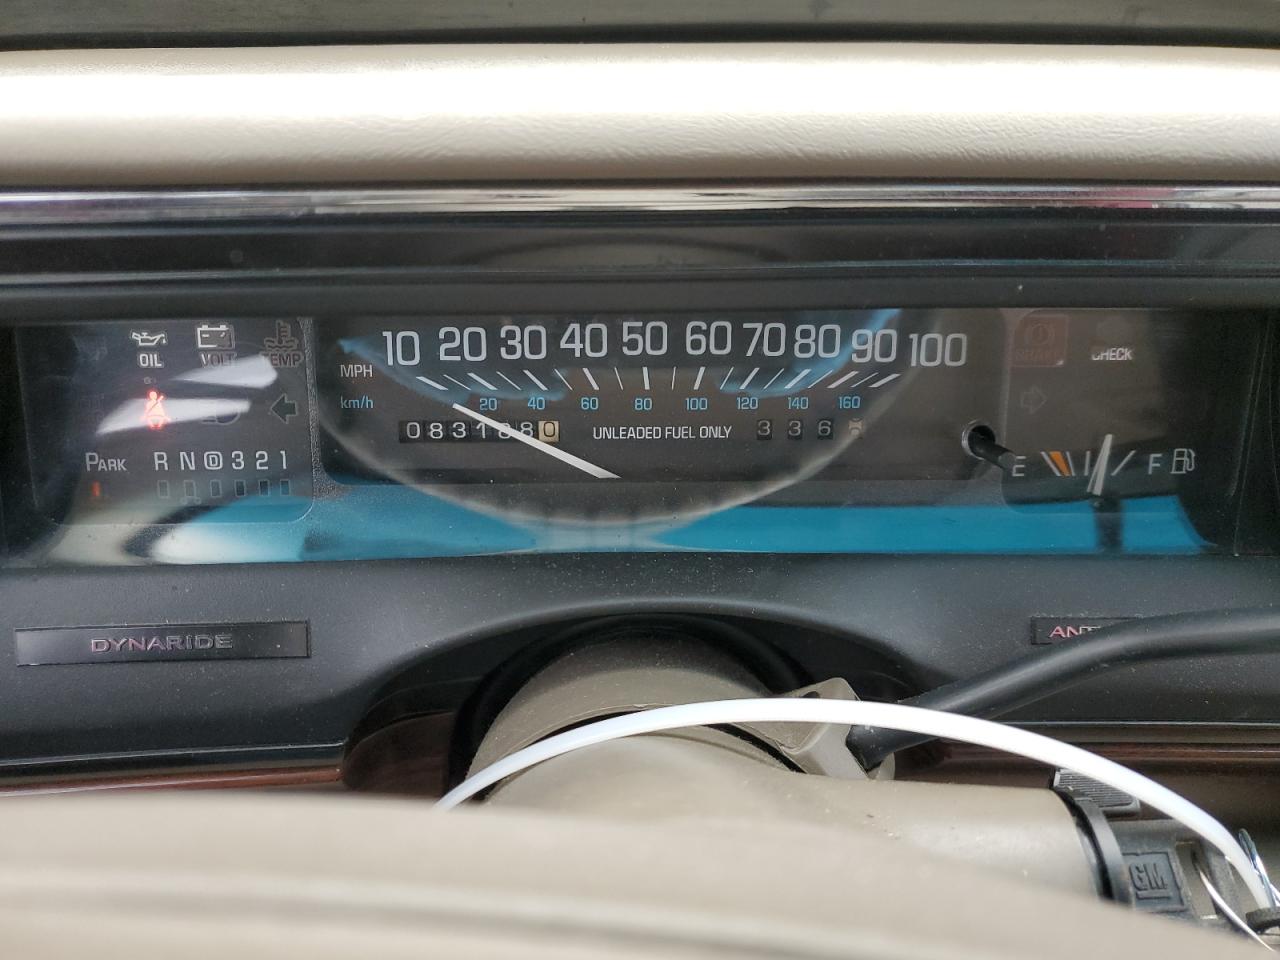 10 20 30 40 50 60 70 80 90 100
MPH
km/h 20 40 60 80 100 120 140 160
OIL VOLT TEMP
CHECK
0831880 UNLEADED FUEL ONLY 336
PARK R N D 3 2 1
E F
DYNARIDE
GM